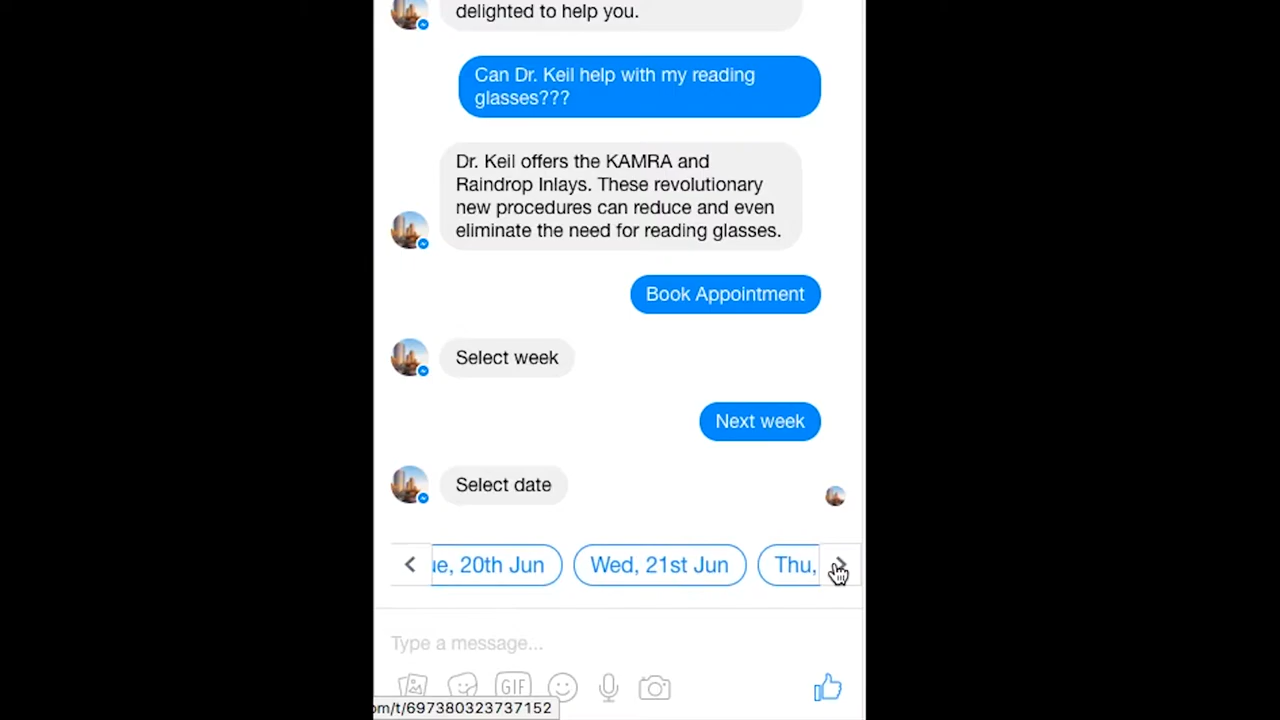 delighted to help you.
Can Dr. Keil help with my reading
glasses???
Dr. Keil offers the KAMRA and
Raindrop Inlays. These revolutionary
new procedures can reduce and even
eliminate the need for reading glasses.
Book Appointment
Select week
Next week
Select date
ue, 20th Jun
Wed, 21st Jun
Thu,
Type a message...
GIF
om/t/697380323737152